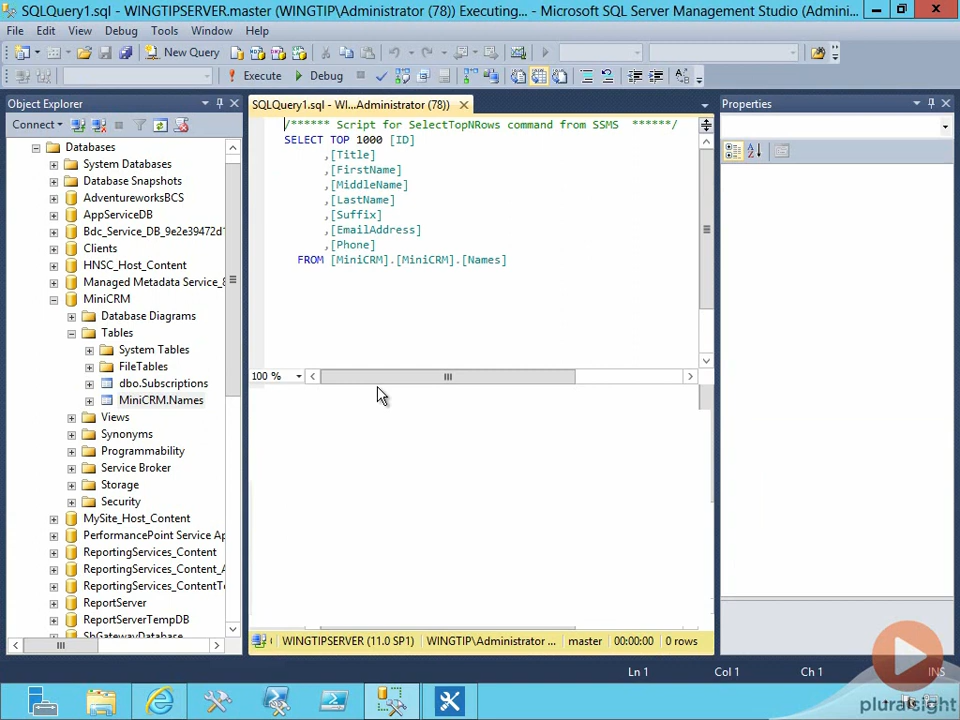 SQLQuery1.sql - WINGTIPSERVER.master (WINGTIP\Administrator (78)) Executing... - Microsoft SQL Server Management Studio (Admini...
File Edit View Debug Tools Window Help
New Query
Execute Debug
Object Explorer
Connect
Databases
System Databases
Database Snapshots
AdventureworksBCS
AppServiceDB
Bdc_Service_DB_9e2e39472d1
Clients
HNSC_Host_Content
Managed Metadata Service_8
MiniCRM
Database Diagrams
Tables
System Tables
FileTables
dbo.Subscriptions
MiniCRM.Names
Views
Synonyms
Programmability
Service Broker
Storage
Security
MySite_Host_Content
PerformancePoint Service Ap
ReportingServices_Content
ReportingServices_Content_A
ReportingServices_ContentTe
ReportServer
ReportServerTempDB
SbGatewayDatabase
SQLQuery1.sql - WI...Administrator (78))
/****** Script for SelectTopNRows command from SSMS ******/
SELECT TOP 1000 [ID]
,[Title]
,[FirstName]
,[MiddleName]
,[LastName]
,[Suffix]
,[EmailAddress]
,[Phone]
FROM [MiniCRM].[MiniCRM].[Names]
100 %
WINGTIPSERVER (11.0 SP1) WINGTIP\Administrator ... master 00:00:00 0 rows
Properties
Ln 1 Col 1 Ch 1 INS
pluralsight